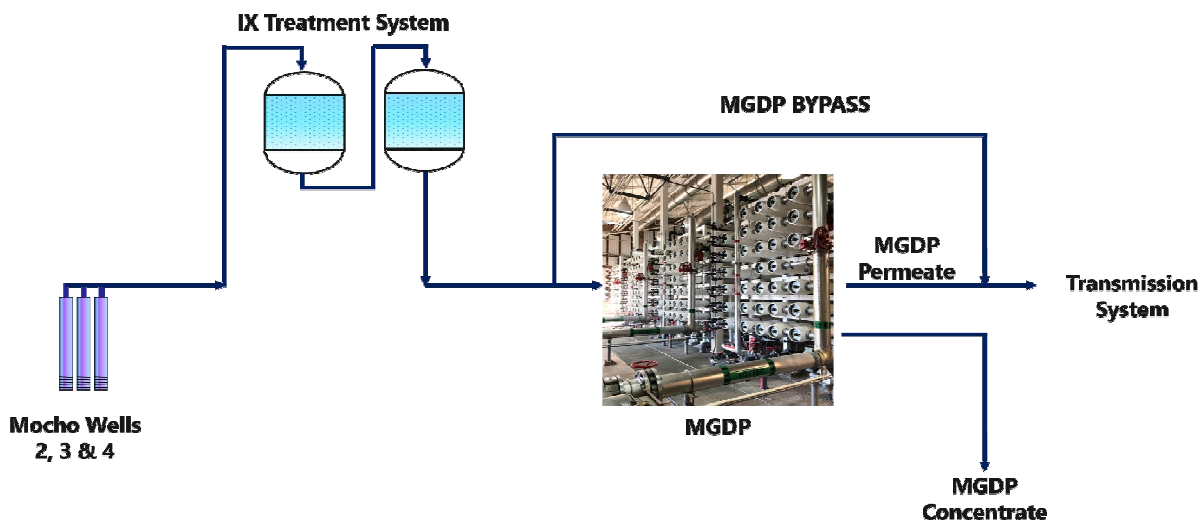 IX Treatment System
MGDP BYPASS
MGDP
Permeate
Transmission
System
Mocho Wells
2, 3 & 4
MGDP
MGDP
Concentrate